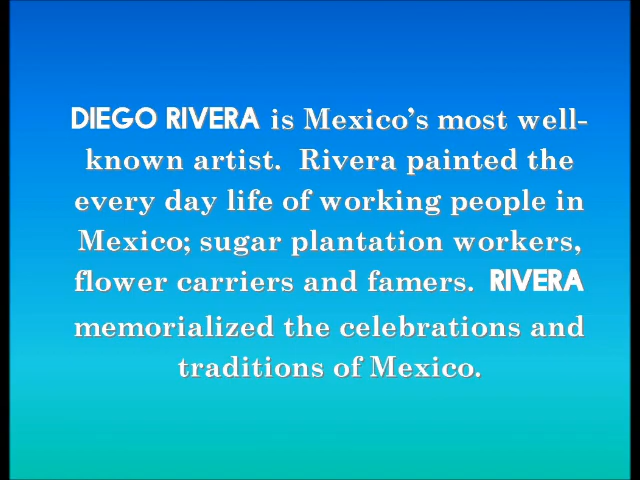 DIEGO RIVERA is Mexico's most well-
known artist.  Rivera painted the
every day life of working people in
Mexico; sugar plantation workers,
flower carriers and famers.  RIVERA
memorialized the celebrations and
traditions of Mexico.